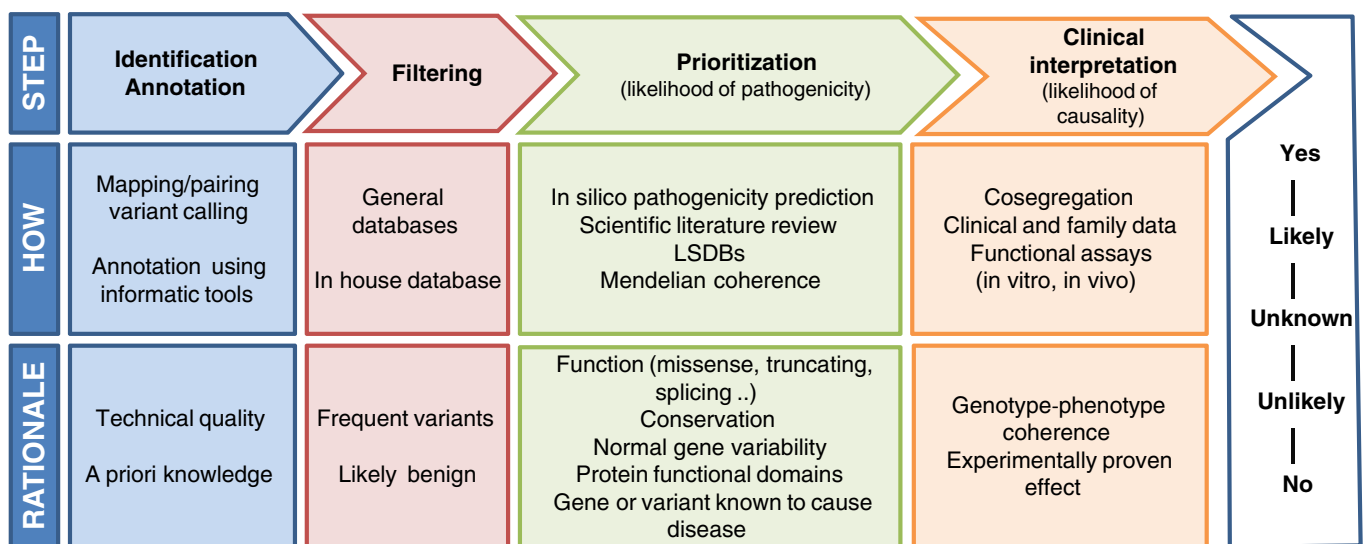 STEP
Identification
Annotation
Filtering
Prioritization
(likelihood of pathogenicity)
Clinical
interpretation
(likelihood of
causality)
HOW
Mapping/pairing
variant calling
Annotation using
informatic tools
General
databases
In house database
In silico pathogenicity prediction
Scientific literature review
LSDBs
Mendelian coherence
Cosegregation
Clinical and family data
Functional assays
(in vitro, in vivo)
RATIONALE
Technical quality
A priori knowledge
Frequent variants
Likely benign
Function (missense, truncating,
splicing ..)
Conservation
Normal gene variability
Protein functional domains
Gene or variant known to cause
disease
Genotype-phenotype
coherence
Experimentally proven
effect
Yes
Likely
Unknown
Unlikely
No